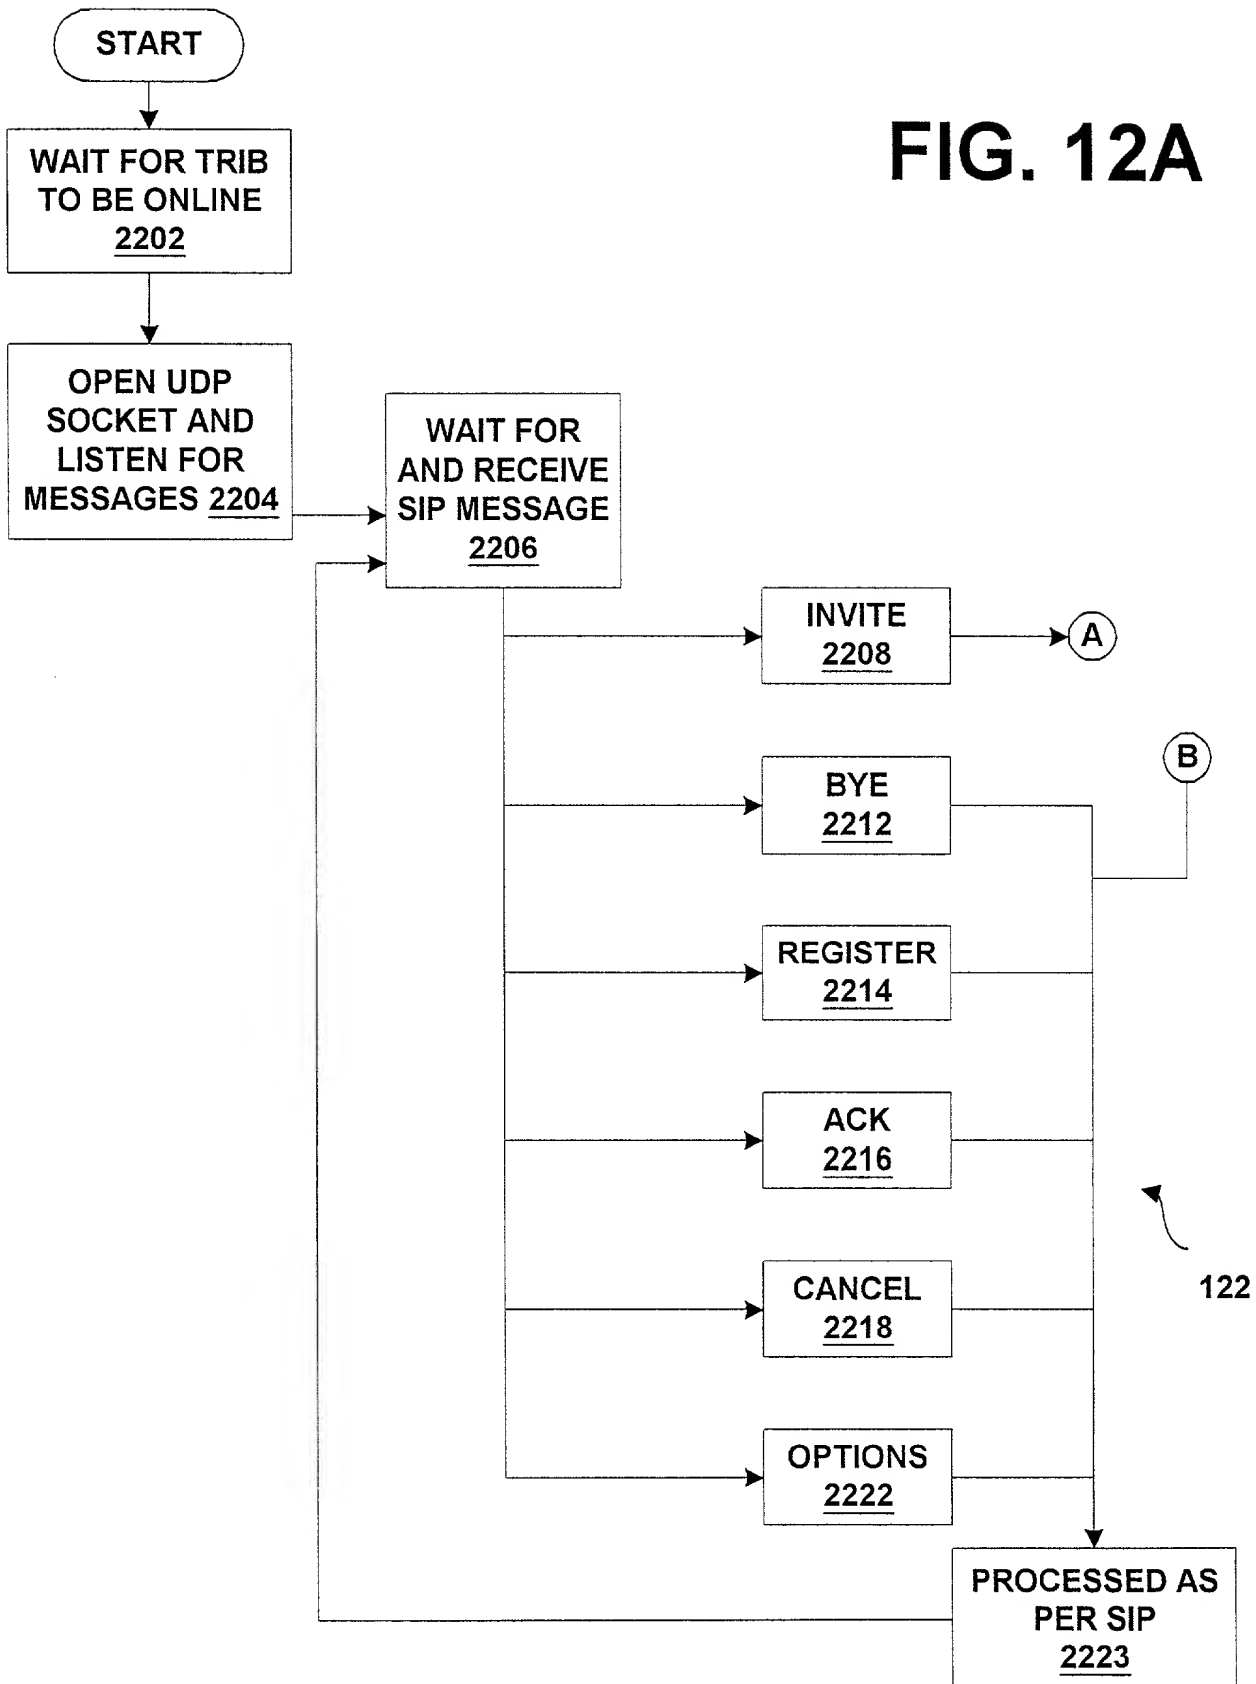 START
FIG. 12A
WAIT FOR TRIB
TO BE ONLINE
2202
OPEN UDP
SOCKET AND
LISTEN FOR
MESSAGES 2204
WAIT FOR
AND RECEIVE
SIP MESSAGE
2206
INVITE
2208
A
B
BYE
2212
REGISTER
2214
ACK
2216
122
CANCEL
2218
OPTIONS
2222
PROCESSED AS
PER SIP
2223